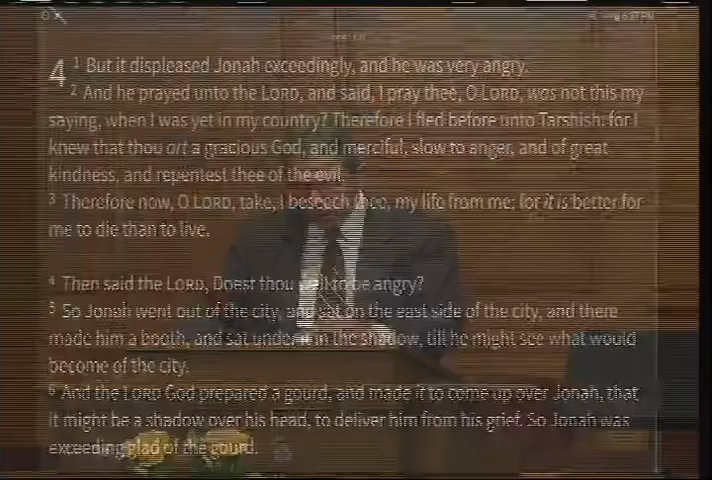 4 1 But it displeased Jonah exceedingly, and he was very angry.
2 And he prayed unto the LORD, and said, I pray thee, O LORD, was not this my
saying, when I was yet in my country? Therefore I fled before unto Tarshish: for I
knew that thou art a gracious God, and merciful, slow to anger, and of great
kindness, and repentest thee of the evil.
3 Therefore now, O LORD, take, I beseech thee, my life from me; for it is better for
me to die than to live.
4 Then said the LORD, Doest thou well to be angry?
5 So Jonah went out of the city, and sat on the east side of the city, and there
made him a booth, and sat under it in the shadow, till he might see what would
become of the city.
6 And the LORD God prepared a gourd, and made it to come up over Jonah, that
it might be a shadow over his head, to deliver him from his grief. So Jonah was
exceeding glad of the gourd.